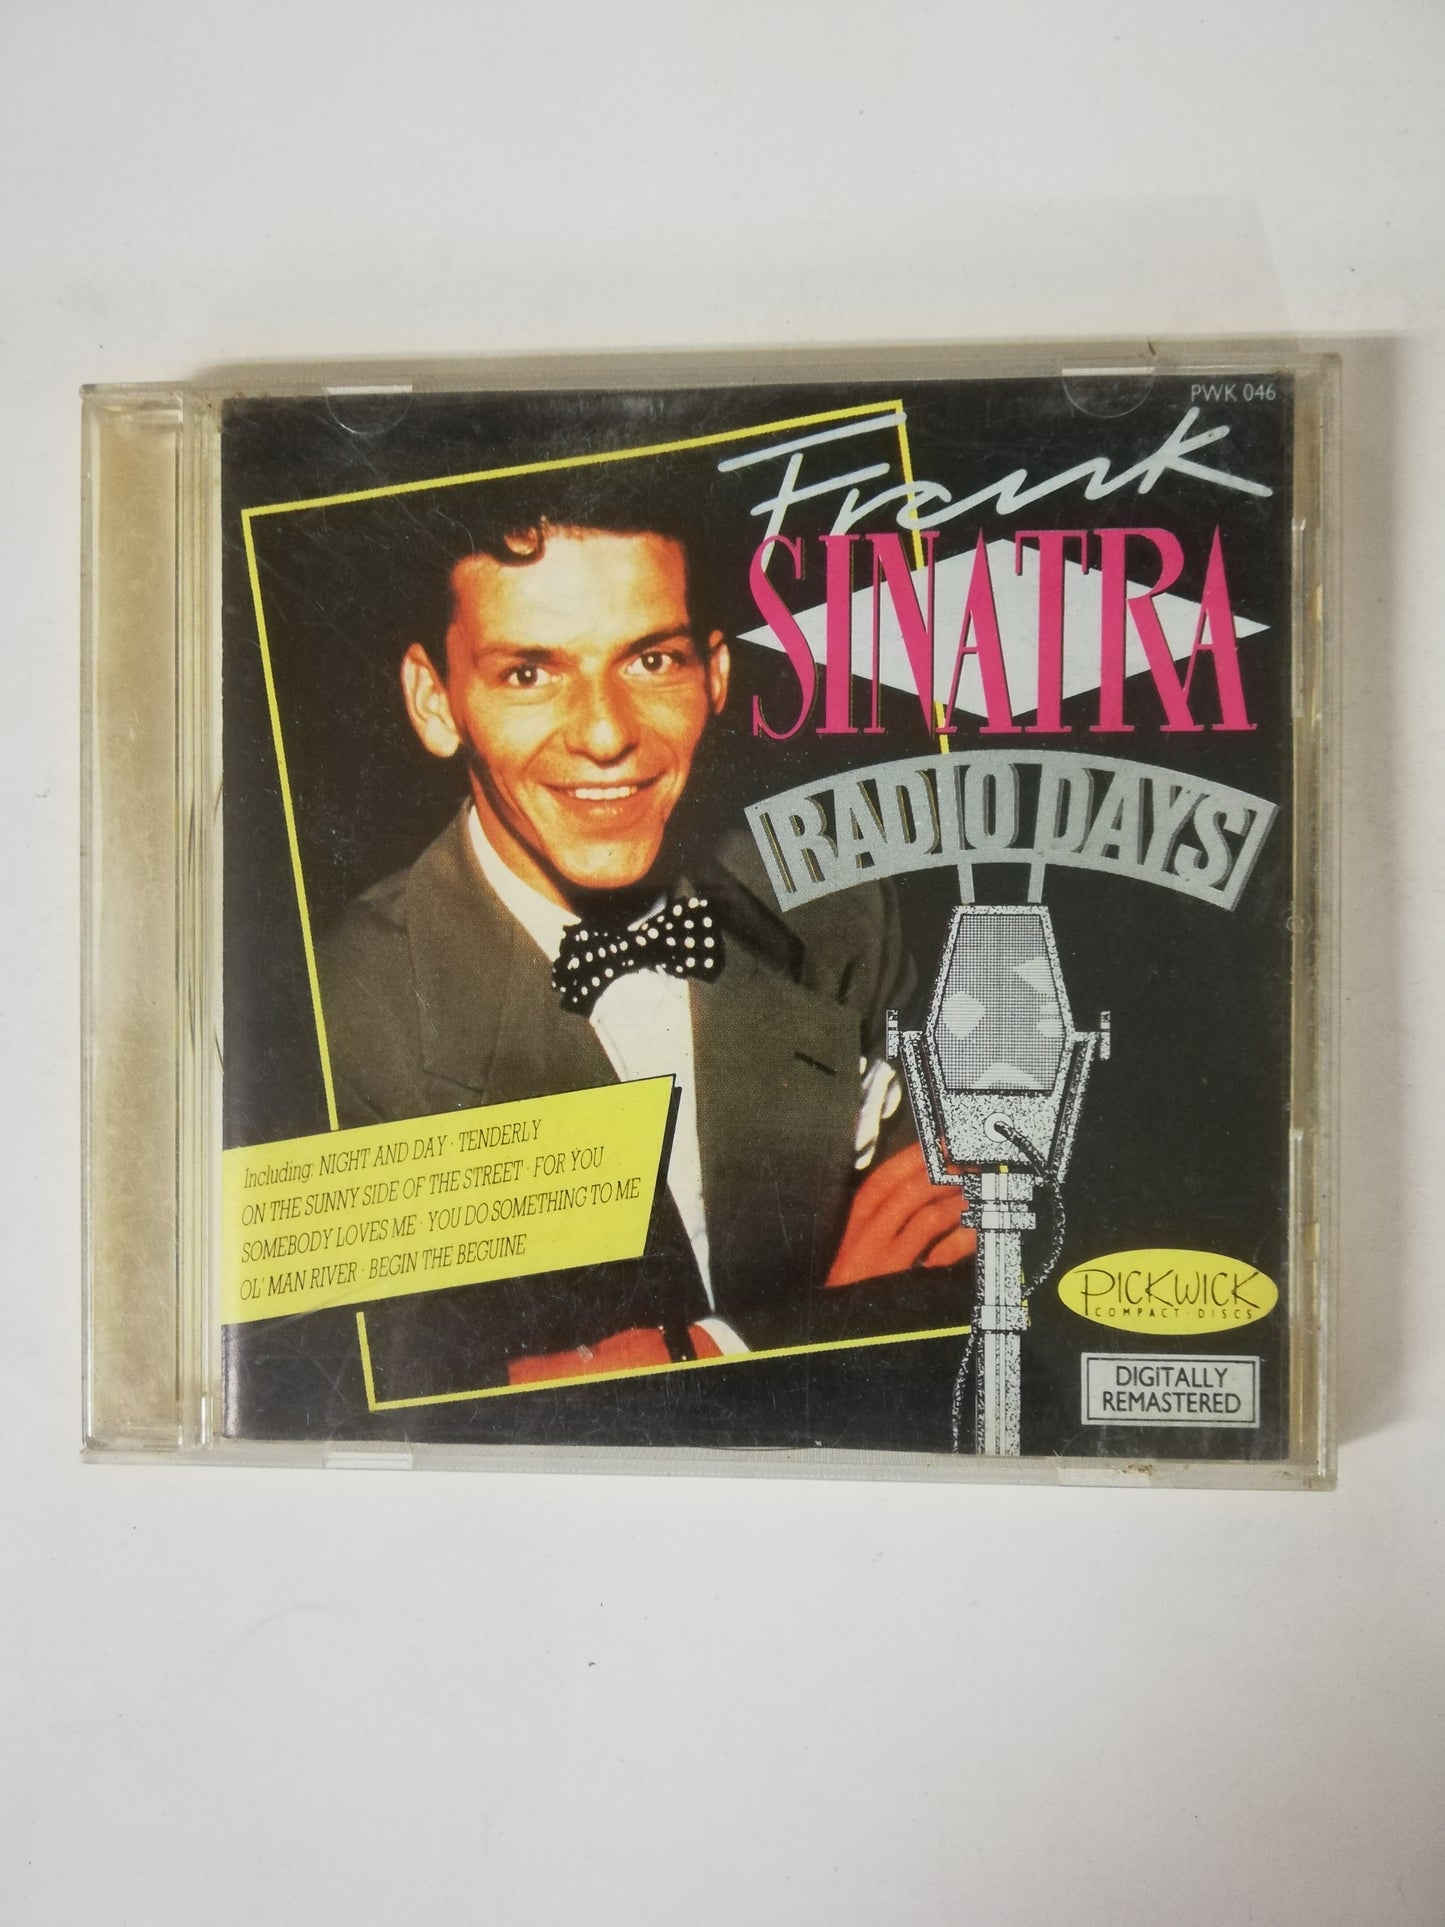 PWK 046
Frank
SINATRA
RADIO DAYS
Including: NIGHT AND DAY · TENDERLY
ON THE SUNNY SIDE OF THE STREET · FOR YOU
SOMEBODY LOVES ME · YOU DO SOMETHING TO ME
OL' MAN RIVER · BEGIN THE BEGUINE
PICKWICK
COMPACT · DISCS
DIGITALLY
REMASTERED